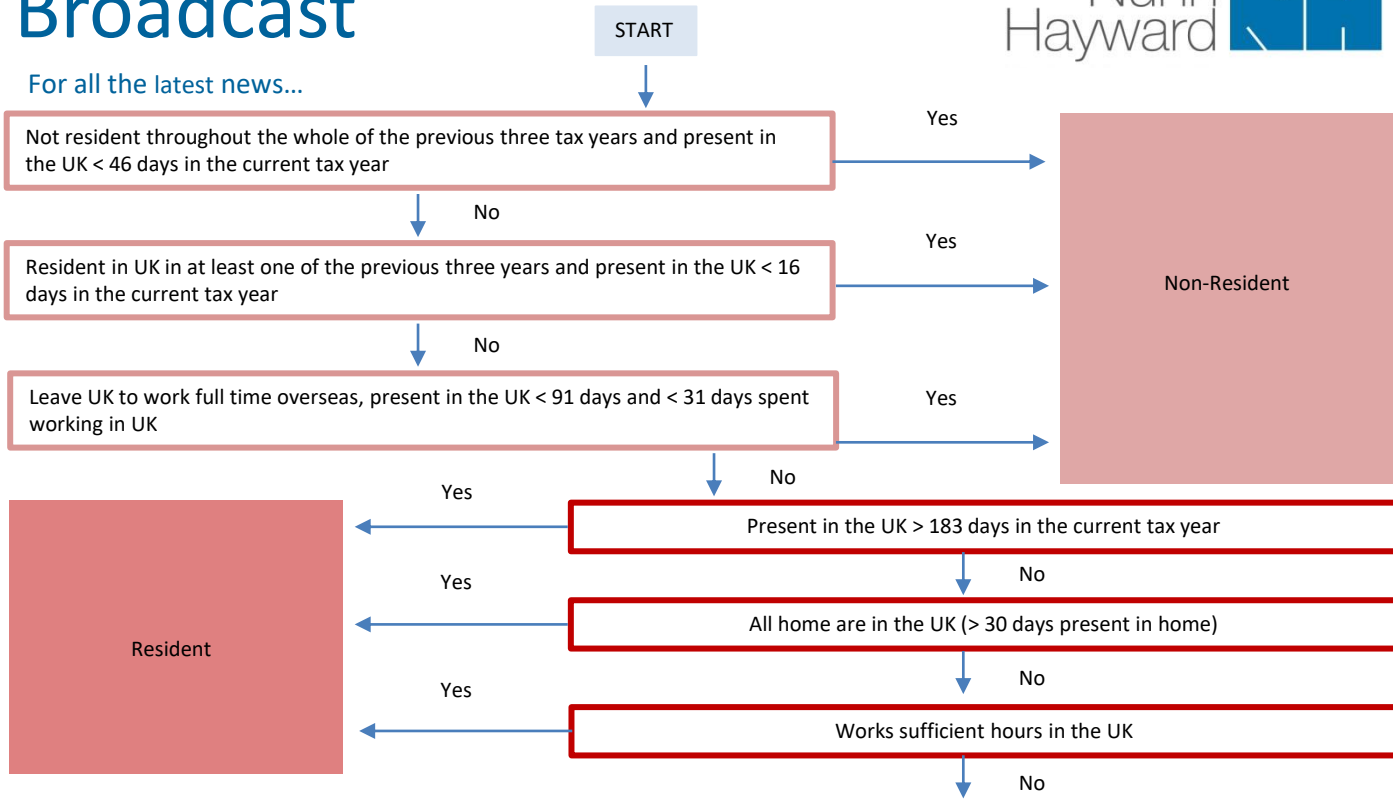 Broadcast
START
Hayward
For all the latest news...
Yes
Not resident throughout the whole of the previous three tax years and present in
the UK < 46 days in the current tax year
No
Yes
Resident in UK in at least one of the previous three years and present in the UK < 16
days in the current tax year
Non-Resident
No
Leave UK to work full time overseas, present in the UK < 91 days and < 31 days spent
working in UK
Yes
No
Yes
Present in the UK > 183 days in the current tax year
No
Yes
All home are in the UK (> 30 days present in home)
Resident
No
Yes
Works sufficient hours in the UK
No